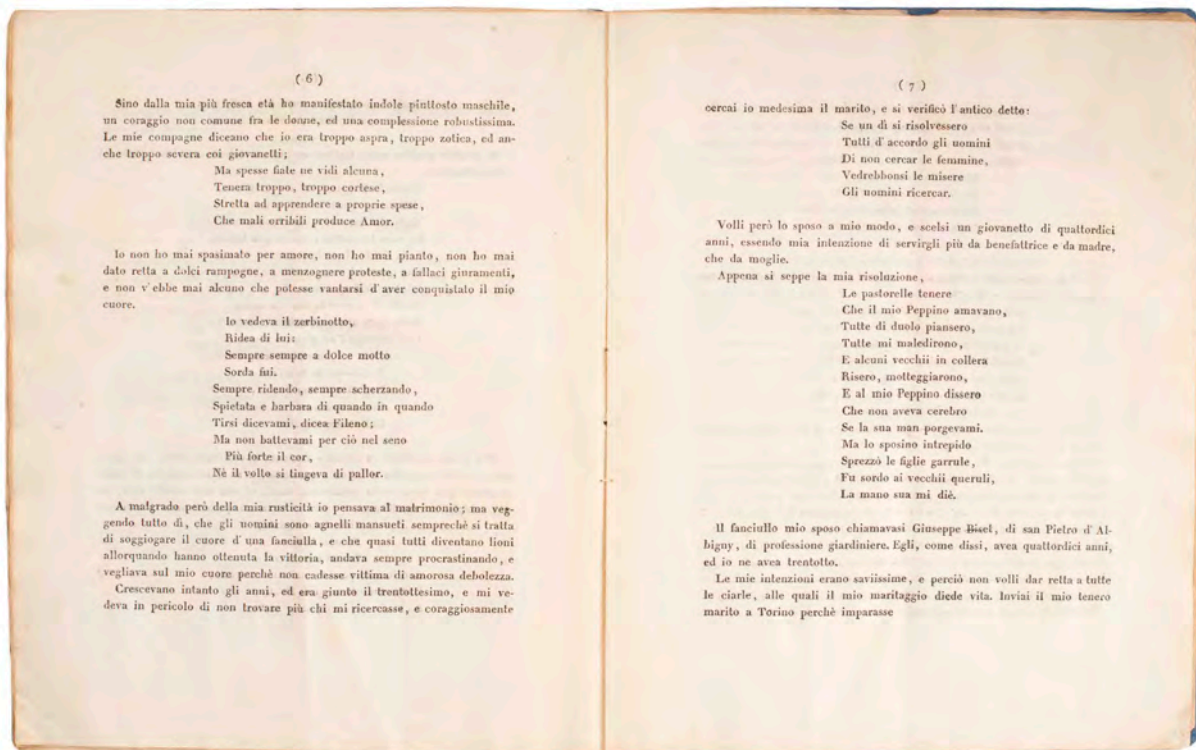 ( 6 )
Sino dalla mia più fresca età ho manifestato indole piuttosto maschile,
un coraggio non comune fra le donne, ed una complessione robustissima.
Le mie compagne diceano che io era troppo aspra, troppo zotica, ed an-
che troppo severa coi giovanetti;
Ma spesse fiate ne vidi alcuna,
Tenera troppo, troppo cortese,
Stretta ad apprendere a proprie spese,
Che mali orribili produce Amor.
Io non ho mai spasimato per amore, non ho mai pianto, non ho mai
dato retta a dolci rampogne, a menzognere proteste, a fallaci giuramenti,
e non v'ebbe mai alcuno che potesse vantarsi d'aver conquistato il mio
cuore.
Io vedeva il zerbinotto,
Ridea di lui:
Sempre sempre a dolce motto
Sorda fui.
Sempre ridendo, sempre scherzando,
Spietata e barbara di quando in quando
Tirsi dicevami, dicea Fileno;
Ma non battevami per ciò nel seno
Più forte il cor,
Nè il volto si tingeva di pallor.
A malgrado però della mia rusticità io pensava al matrimonio; ma veg-
gendo tutto dì, che gli uomini sono agnelli mansueti semprechè si tratta
di soggiogare il cuore d'una fanciulla, e che quasi tutti diventano lioni
allorquando hanno ottenuta la vittoria, andava sempre procrastinando, e
vegliava sul mio cuore perchè non cadesse vittima di amorosa debolezza.
Crescevano intanto gli anni, ed era giunto il trentottesimo, e mi ve-
deva in pericolo di non trovare più chi mi ricercasse, e coraggiosamente
( 7 )
cercai io medesima il marito, e si verificò l'antico detto:
Se un dì si risolvessero
Tutti d'accordo gli uomini
Di non cercar le femmine,
Vedrebbonsi le misere
Gli uomini ricercar.
Volli però lo sposo a mio modo, e scelsi un giovanetto di quattordici
anni, essendo mia intenzione di servirgli più da benefattrice e da madre,
che da moglie.
Appena si seppe la mia risoluzione,
Le pastorelle tenere
Che il mio Peppino amavano,
Tutte di duolo piansero,
Tutte mi maledirono,
E alcuni vecchii in collera
Risero, motteggiarono,
E al mio Peppino dissero
Che non aveva cerebro
Se la sua man porgevami.
Ma lo sposino intrepido
Sprezzò le figlie garrule,
Fu sordo ai vecchii queruli,
La mano sua mi diè.
Il fanciullo mio sposo chiamavasi Giuseppe Bisel, di san Pietro d'Al-
bigny, di professione giardiniere. Egli, come dissi, avea quattordici anni,
ed io ne avea trentotto.
Le mie intenzioni erano saviissime, e perciò non volli dar retta a tutte
le ciarle, alle quali il mio maritaggio diede vita. Inviai il mio tenero
marito a Torino perchè imparasse